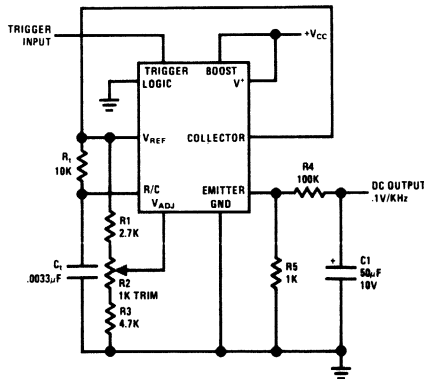 TRIGGER
INPUT
+VCC
TRIGGER
LOGIC
BOOST
V+
VREF
COLLECTOR
Rt
10K
R/C
EMITTER
R4
100K
DC OUTPUT
.1V/KHz
VADJ
GND
R1
2.7K
Ct
.0033μF
R2
1K TRIM
R5
1K
+
C1
50μF
10V
R3
4.7K